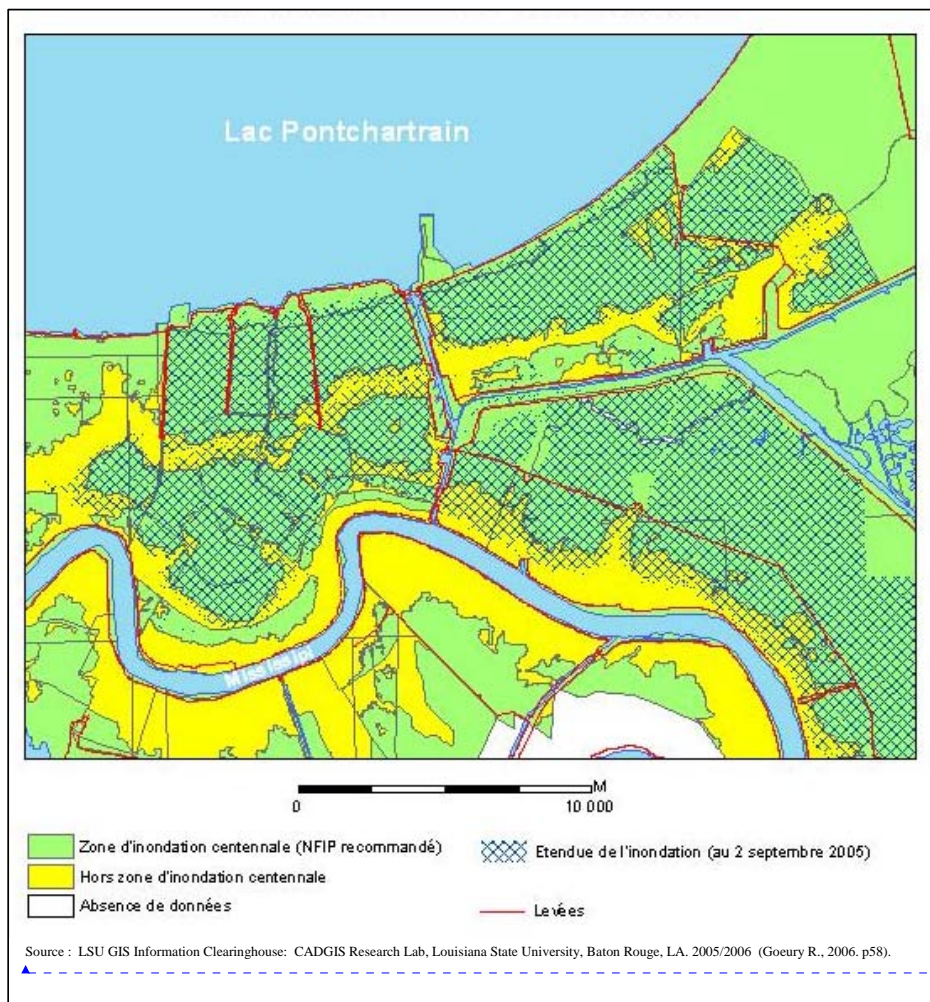 Lac Pontchartrain
Mississipi
M
0 10 000
Zone d'inondation centennale (NFIP recommandé)
Etendue de l'inondation (au 2 septembre 2005)
Hors zone d'inondation centennale
Absence de données
Levées
Source : LSU GIS Information Clearinghouse: CADGIS Research Lab, Louisiana State University, Baton Rouge, LA. 2005/2006 (Goeury R., 2006. p58).